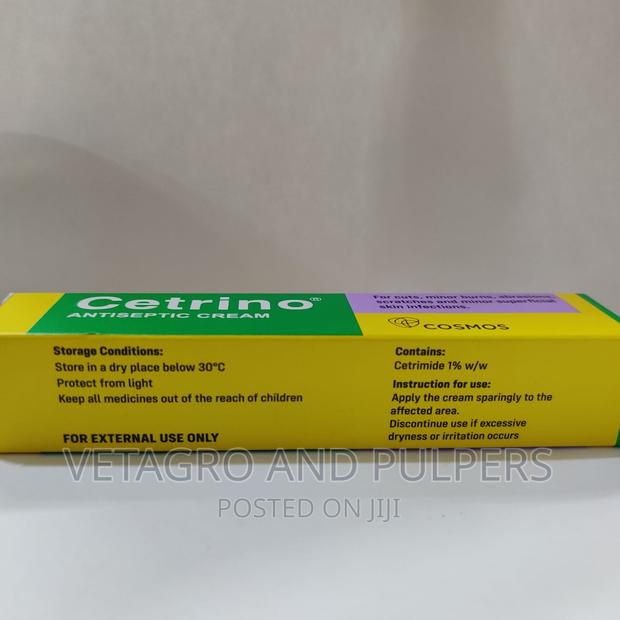 Cetrino®
ANTISEPTIC CREAM
For cuts, minor burns, abrasions,
scratches and minor superficial
skin infections.
COSMOS
Storage Conditions:
Store in a dry place below 30°C
Protect from light
Keep all medicines out of the reach of children
FOR EXTERNAL USE ONLY
Contains:
Cetrimide 1% w/w
Instruction for use:
Apply the cream sparingly to the
affected area.
Discontinue use if excessive
dryness or irritation occurs
VETAGRO AND PULPERS
POSTED ON JIJI